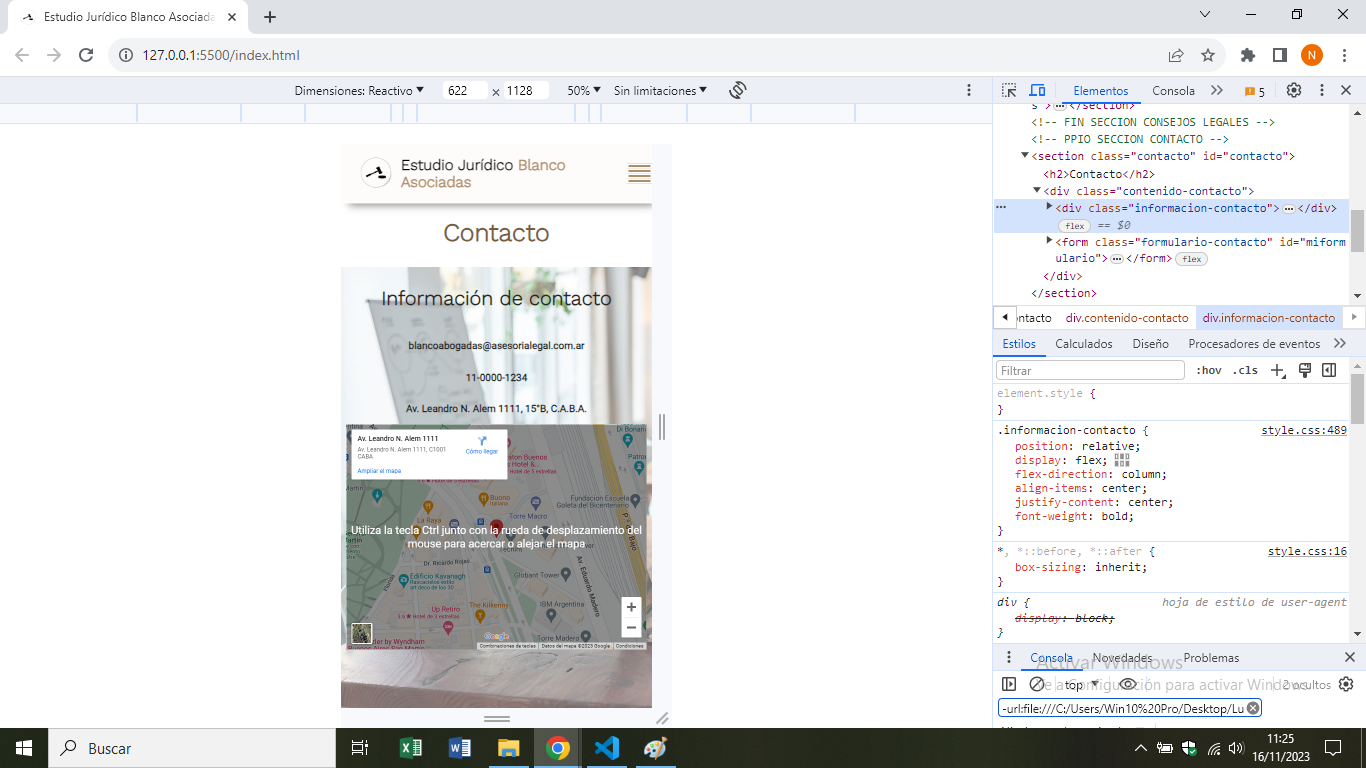 Estudio Jurídico Blanco Asociada
127.0.0.1:5500/index.html
N
Dimensiones: Reactivo 622 × 1128 50% Sin limitaciones
Elementos Consola 5
s"> … </section>
<!-- FIN SECCION CONSEJOS LEGALES -->
<!-- PPIO SECCION CONTACTO -->
<section class="contacto" id="contacto">
<h2>Contacto</h2>
<div class="contenido-contacto">
<div class="informacion-contacto"> … </div>
flex == $0
<form class="formulario-contacto" id="miform
ulario"> … </form> flex
</div>
</section>
ontacto div.contenido-contacto div.informacion-contacto
Estilos Calculados Diseño Procesadores de eventos
Filtrar :hov .cls
element.style {
}
.informacion-contacto { style.css:489
position: relative;
display: flex;
flex-direction: column;
align-items: center;
justify-content: center;
font-weight: bold;
}
*, *::before, *::after { style.css:16
box-sizing: inherit;
}
div { hoja de estilo de user-agent
display: block;
}
Consola Novedades Problemas
Activar Windows
Ve a Configuración para activar Windows.
top 2 ocultos
-url:file:///C:/Users/Win10%20Pro/Desktop/Lu
Estudio Jurídico Blanco
Asociadas
Contacto
Información de contacto
blancoabogadas@asesorialegal.com.ar
11-0000-1234
Av. Leandro N. Alem 1111, 15°B, C.A.B.A.
Av. Leandro N. Alem 1111
Av. Leandro N. Alem 1111, C1001
CABA
Cómo llegar
Ampliar el mapa
Utiliza la tecla Ctrl junto con la rueda de desplazamiento del
mouse para acercar o alejar el mapa
Buono
La Raya
Torre Macro
Fundacion Escuela
Goleta del Bicentenario
Dr. Ricardo Rojas
Edificio Kavanagh
Globant Tower
Av. Eduardo Madero
Up Retiro
The Kilkenny
IBM Argentina
Torre Madero
Google
Combinaciones de teclas Datos del mapa ©2023 Google Condiciones
Buscar
11:25
16/11/2023